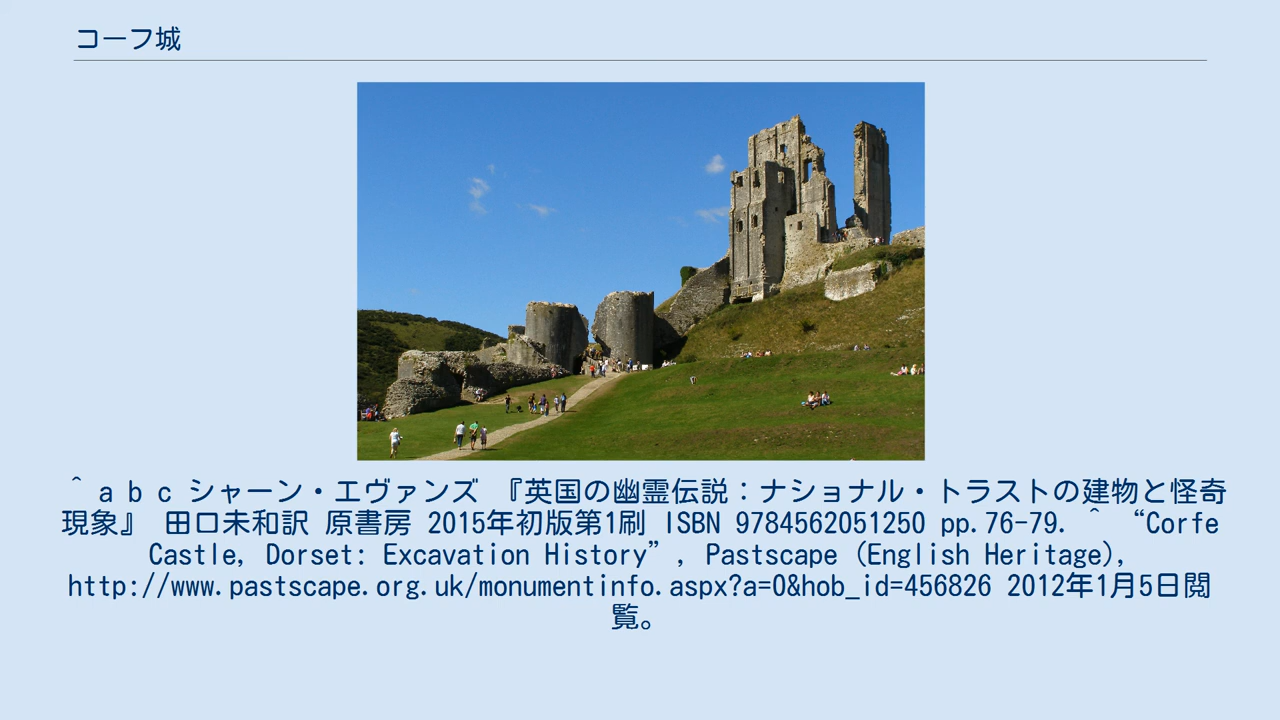 コーフ城
^ a b c シャーン・エヴァンズ 『英国の幽霊伝説：ナショナル・トラストの建物と怪奇
現象』 田口未和訳 原書房 2015年初版第1刷 ISBN 9784562051250 pp.76-79. ^ “Corfe
Castle, Dorset: Excavation History”, Pastscape (English Heritage),
http://www.pastscape.org.uk/monumentinfo.aspx?a=0&hob_id=456826 2012年1月5日閲
覧。